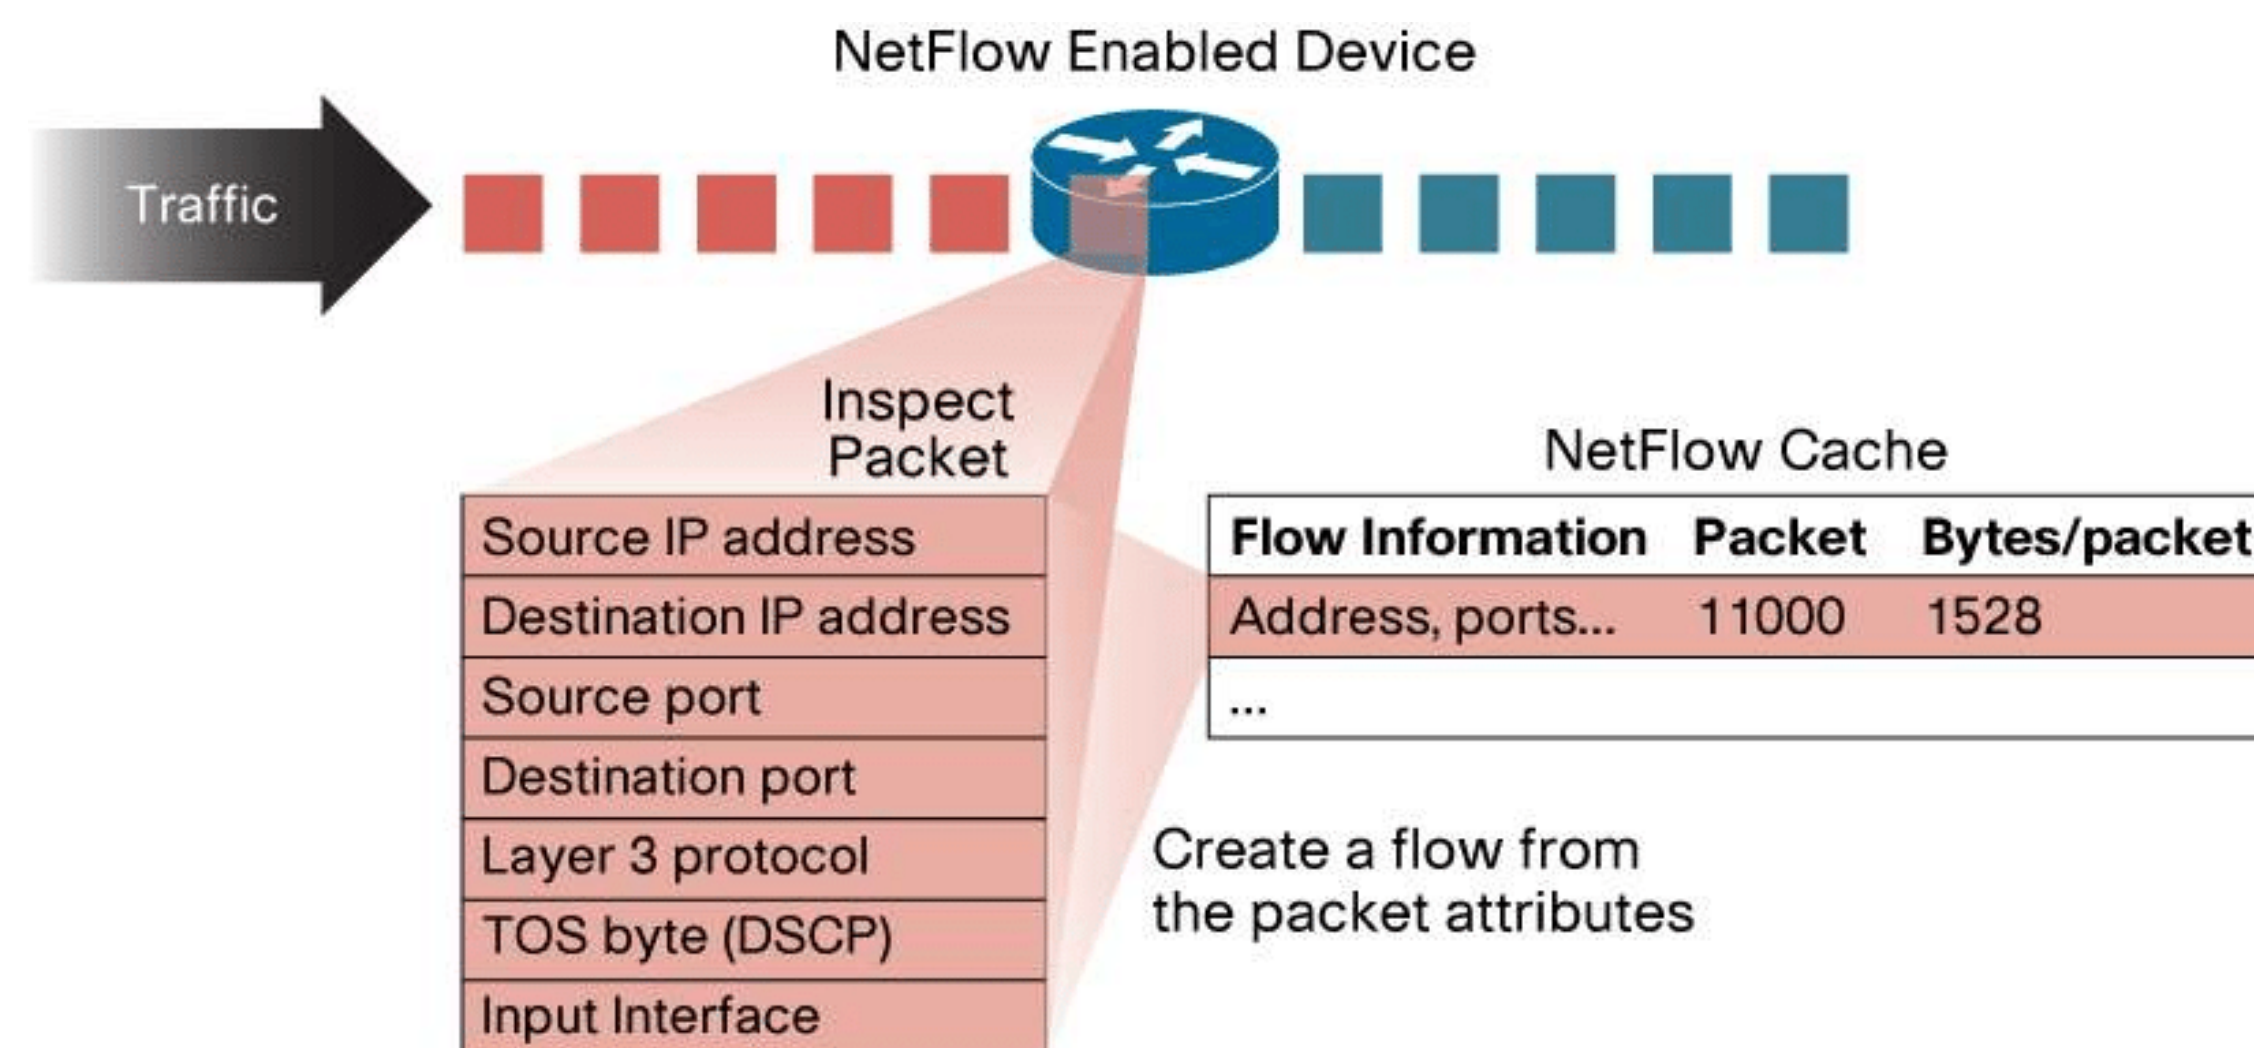 NetFlow Enabled Device
Traffic
Inspect
Packet
Source IP address
Destination IP address
Source port
Destination port
Layer 3 protocol
TOS byte (DSCP)
Input Interface
NetFlow Cache
Flow Information Packet Bytes/packet
Address, ports... 11000 1528
...
Create a flow from
the packet attributes